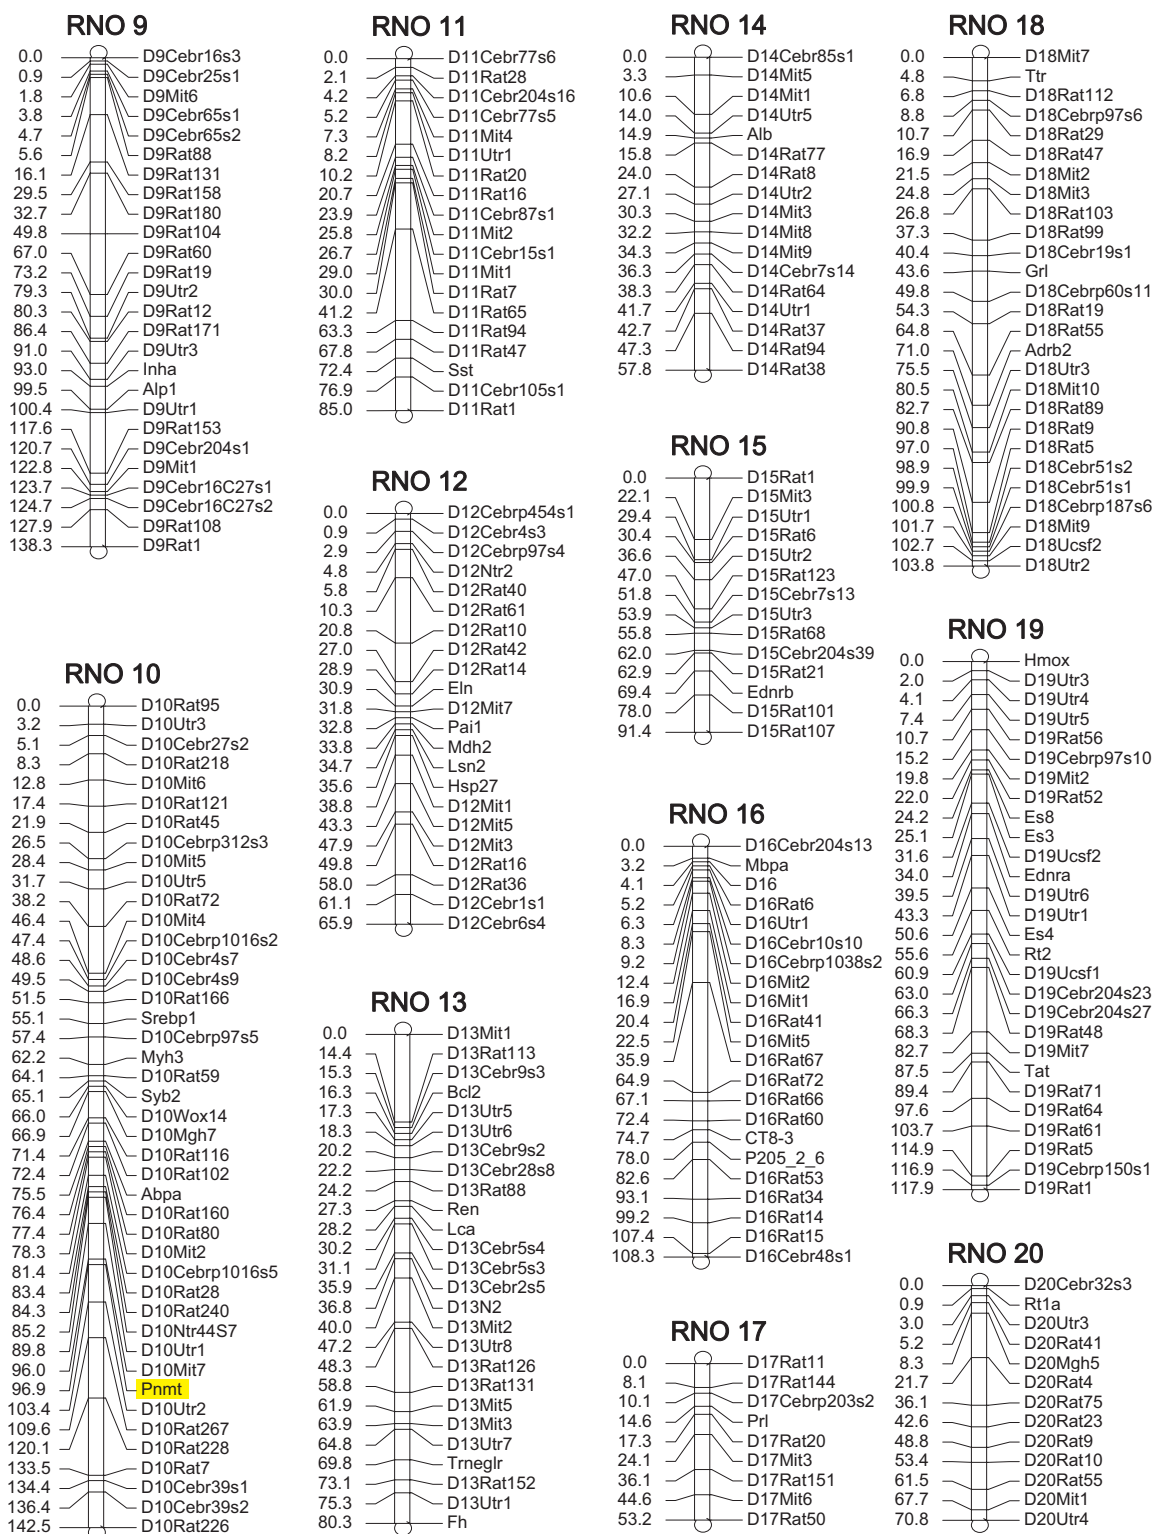 RNO 9
0.0 D9Cebr16s3
0.9 D9Cebr25s1
1.8 D9Mit6
3.8 D9Cebr65s1
4.7 D9Cebr65s2
5.6 D9Rat88
16.1 D9Rat131
29.5 D9Rat158
32.7 D9Rat180
49.8 D9Rat104
67.0 D9Rat60
73.2 D9Rat19
79.3 D9Utr2
80.3 D9Rat12
86.4 D9Rat171
91.0 D9Utr3
93.0 Inha
99.5 Alp1
100.4 D9Utr1
117.6 D9Rat153
120.7 D9Cebr204s1
122.8 D9Mit1
123.7 D9Cebr16C27s1
124.7 D9Cebr16C27s2
127.9 D9Rat108
138.3 D9Rat1
RNO 10
0.0 D10Rat95
3.2 D10Utr3
5.1 D10Cebr27s2
8.3 D10Rat218
12.8 D10Mit6
17.4 D10Rat121
21.9 D10Rat45
26.5 D10Cebrp312s3
28.4 D10Mit5
31.7 D10Utr5
38.2 D10Rat72
46.4 D10Mit4
47.4 D10Cebrp1016s2
48.6 D10Cebr4s7
49.5 D10Cebr4s9
51.5 D10Rat166
55.1 Srebp1
57.4 D10Cebrp97s5
62.2 Myh3
64.1 D10Rat59
65.1 Syb2
66.0 D10Wox14
66.9 D10Mgh7
71.4 D10Rat116
72.4 D10Rat102
75.5 Abpa
76.4 D10Rat160
77.4 D10Rat80
78.3 D10Mit2
81.4 D10Cebrp1016s5
83.4 D10Rat28
84.3 D10Rat240
85.2 D10Ntr44S7
89.8 D10Utr1
96.0 D10Mit7
96.9 Pnmt
103.4 D10Utr2
109.6 D10Rat267
120.1 D10Rat228
133.5 D10Rat7
134.4 D10Cebr39s1
136.4 D10Cebr39s2
142.5 D10Rat226
RNO 11
0.0 D11Cebr77s6
2.1 D11Rat28
4.2 D11Cebr204s16
5.2 D11Cebr77s5
7.3 D11Mit4
8.2 D11Utr1
10.2 D11Rat20
20.7 D11Rat16
23.9 D11Cebr87s1
25.8 D11Mit2
26.7 D11Cebr15s1
29.0 D11Mit1
30.0 D11Rat7
41.2 D11Rat65
63.3 D11Rat94
67.8 D11Rat47
72.4 Sst
76.9 D11Cebr105s1
85.0 D11Rat1
RNO 12
0.0 D12Cebrp454s1
0.9 D12Cebr4s3
2.9 D12Cebrp97s4
4.8 D12Ntr2
5.8 D12Rat40
10.3 D12Rat61
20.8 D12Rat10
27.0 D12Rat42
28.9 D12Rat14
30.9 Eln
31.8 D12Mit7
32.8 Pai1
33.8 Mdh2
34.7 Lsn2
35.6 Hsp27
38.8 D12Mit1
43.3 D12Mit5
47.9 D12Mit3
49.8 D12Rat16
58.0 D12Rat36
61.1 D12Cebr1s1
65.9 D12Cebr6s4
RNO 13
0.0 D13Mit1
14.4 D13Rat113
15.3 D13Cebr9s3
16.3 Bcl2
17.3 D13Utr5
18.3 D13Utr6
20.2 D13Cebr9s2
22.2 D13Cebr28s8
24.2 D13Rat88
27.3 Ren
28.2 Lca
30.2 D13Cebr5s4
31.1 D13Cebr5s3
35.9 D13Cebr2s5
36.8 D13N2
40.0 D13Mit2
47.2 D13Utr8
48.3 D13Rat126
58.8 D13Rat131
61.9 D13Mit5
63.9 D13Mit3
64.8 D13Utr7
69.8 Trneglr
73.1 D13Rat152
75.3 D13Utr1
80.3 Fh
RNO 14
0.0 D14Cebr85s1
3.3 D14Mit5
10.6 D14Mit1
14.0 D14Utr5
14.9 Alb
15.8 D14Rat77
24.0 D14Rat8
27.1 D14Utr2
30.3 D14Mit3
32.2 D14Mit8
34.3 D14Mit9
36.3 D14Cebr7s14
38.3 D14Rat64
41.7 D14Utr1
42.7 D14Rat37
47.3 D14Rat94
57.8 D14Rat38
RNO 15
0.0 D15Rat1
22.1 D15Mit3
29.4 D15Utr1
30.4 D15Rat6
36.6 D15Utr2
47.0 D15Rat123
51.8 D15Cebr7s13
53.9 D15Utr3
55.8 D15Rat68
62.0 D15Cebr204s39
62.9 D15Rat21
69.4 Ednrb
78.0 D15Rat101
91.4 D15Rat107
RNO 16
0.0 D16Cebr204s13
3.2 Mbpa
4.1 D16
5.2 D16Rat6
6.3 D16Utr1
8.3 D16Cebr10s10
9.2 D16Cebrp1038s2
12.4 D16Mit2
16.9 D16Mit1
20.4 D16Rat41
22.5 D16Mit5
35.9 D16Rat67
64.9 D16Rat72
67.1 D16Rat66
72.4 D16Rat60
74.7 CT8-3
78.0 P205_2_6
82.6 D16Rat53
93.1 D16Rat34
99.2 D16Rat14
107.4 D16Rat15
108.3 D16Cebr48s1
RNO 17
0.0 D17Rat11
8.1 D17Rat144
10.1 D17Cebrp203s2
14.6 Prl
17.3 D17Rat20
24.1 D17Mit3
36.1 D17Rat151
44.6 D17Mit6
53.2 D17Rat50
RNO 18
0.0 D18Mit7
4.8 Ttr
6.8 D18Rat112
8.8 D18Cebrp97s6
10.7 D18Rat29
16.9 D18Rat47
21.5 D18Mit2
24.8 D18Mit3
26.8 D18Rat103
37.3 D18Rat99
40.4 D18Cebr19s1
43.6 Grl
49.8 D18Cebrp60s11
54.3 D18Rat19
64.8 D18Rat55
71.0 Adrb2
75.5 D18Utr3
80.5 D18Mit10
82.7 D18Rat89
90.8 D18Rat9
97.0 D18Rat5
98.9 D18Cebr51s2
99.9 D18Cebr51s1
100.8 D18Cebrp187s6
101.7 D18Mit9
102.7 D18Ucsf2
103.8 D18Utr2
RNO 19
0.0 Hmox
2.0 D19Utr3
4.1 D19Utr4
7.4 D19Utr5
10.7 D19Rat56
15.2 D19Cebrp97s10
19.8 D19Mit2
22.0 D19Rat52
24.2 Es8
25.1 Es3
31.6 D19Ucsf2
34.0 Ednra
39.5 D19Utr6
43.3 D19Utr1
50.6 Es4
55.6 Rt2
60.9 D19Ucsf1
63.0 D19Cebr204s23
66.3 D19Cebr204s27
68.3 D19Rat48
82.7 D19Mit7
87.5 Tat
89.4 D19Rat71
97.6 D19Rat64
103.7 D19Rat61
114.9 D19Rat5
116.9 D19Cebrp150s1
117.9 D19Rat1
RNO 20
0.0 D20Cebr32s3
0.9 Rt1a
3.0 D20Utr3
5.2 D20Rat41
8.3 D20Mgh5
21.7 D20Rat4
36.1 D20Rat75
42.6 D20Rat23
48.8 D20Rat9
53.4 D20Rat10
61.5 D20Rat55
67.7 D20Mit1
70.8 D20Utr4